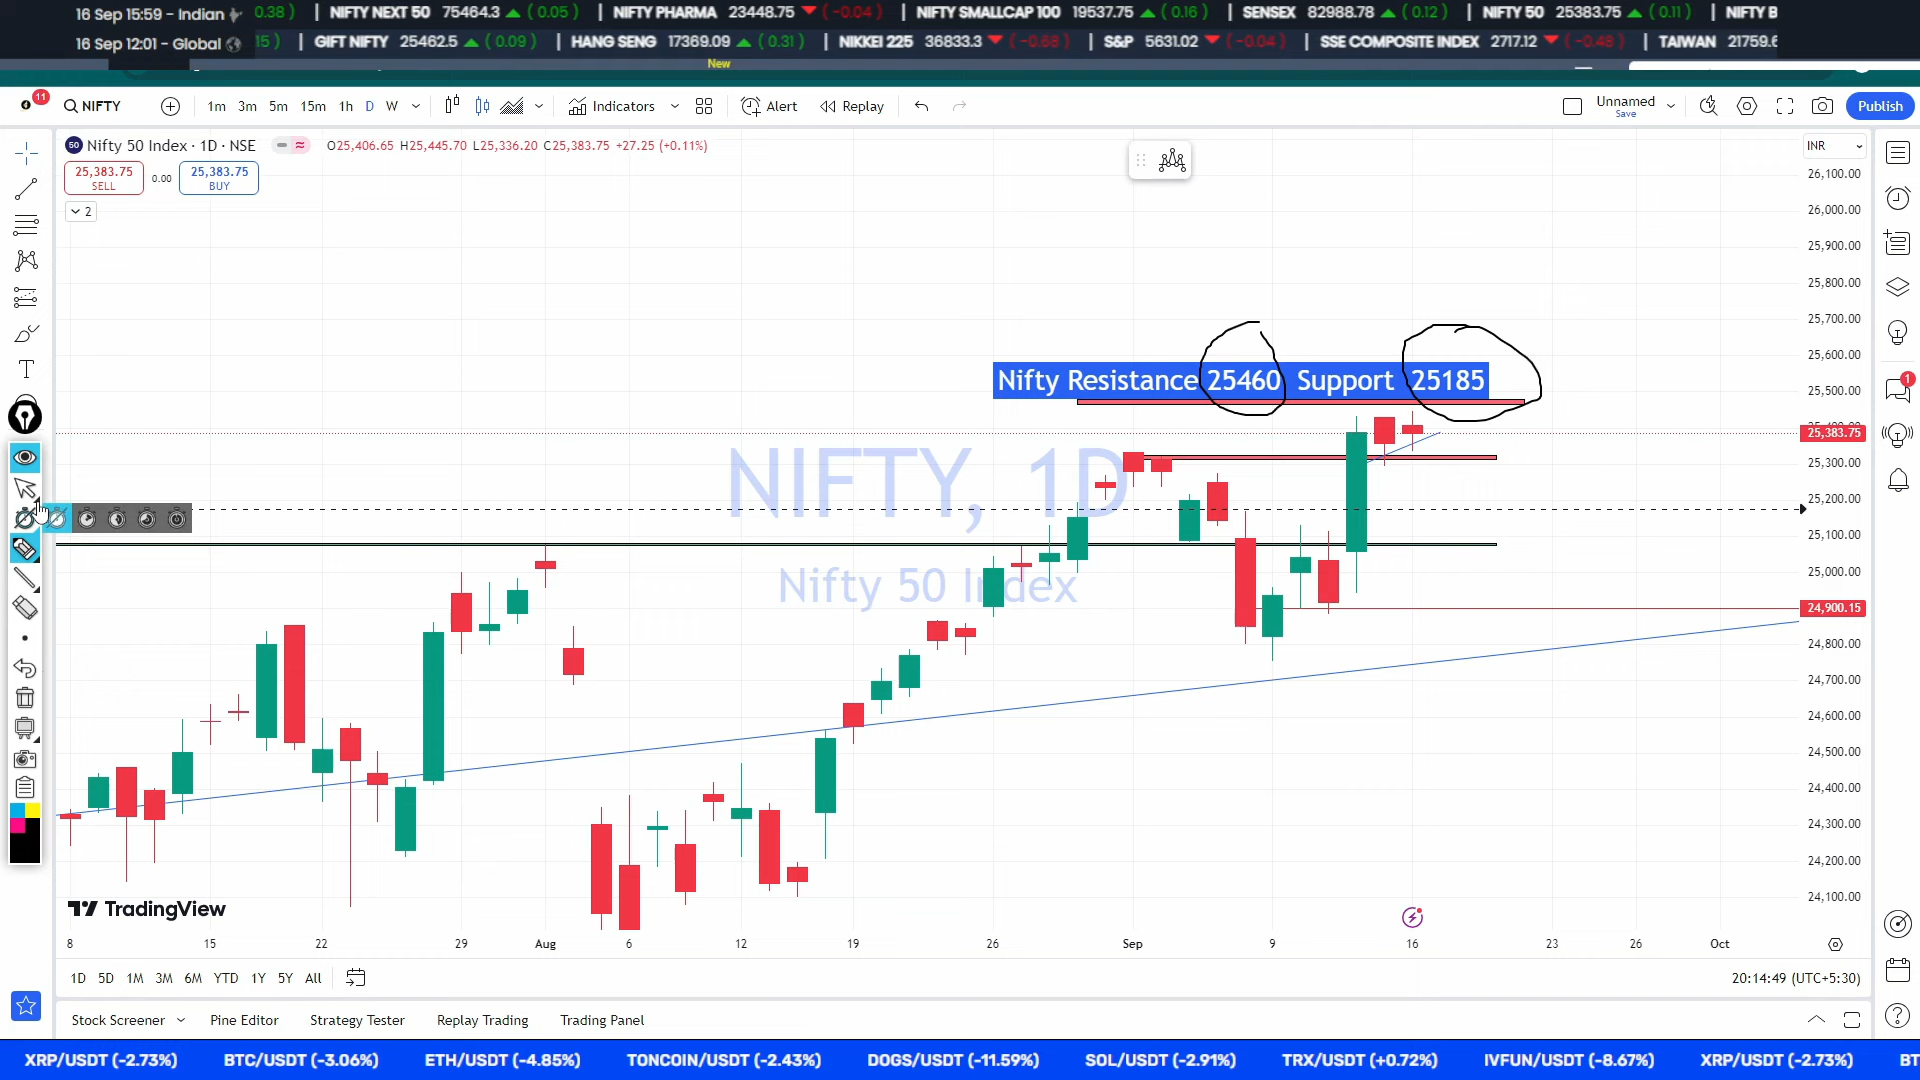 16 Sep 15:59 - Indian 0.38 ) | NIFTY NEXT 50 75464.3 ▲ ( 0.05 ) | NIFTY PHARMA 23448.75 ▼ ( -0.04 ) | NIFTY SMALLCAP 100 19537.75 ▲ ( 0.16 ) | SENSEX 82988.78 ▲ ( 0.12 ) | NIFTY 50 25383.75 ▲ ( 0.11 ) | NIFTY B
16 Sep 12:01 - Global 15 ) | GIFT NIFTY 25462.5 ▲ ( 0.09 ) | HANG SENG 17369.09 ▲ ( 0.31 ) | NIKKEI 225 36833.3 ▼ ( -0.68 ) | S&P 5631.02 ▼ ( -0.04 ) | SSE COMPOSITE INDEX 2717.12 ▼ ( -0.48 ) | TAIWAN 21759.6
New
11 NIFTY 1m 3m 5m 15m 1h D W Indicators Alert Replay Unnamed Publish
Save
50 Nifty 50 Index · 1D · NSE O25,406.65 H25,445.70 L25,336.20 C25,383.75 +27.25 (+0.11%) INR
25,383.75 0.00 25,383.75
SELL BUY
2
26,100.00
26,000.00
25,900.00
25,800.00
25,700.00
25,600.00
Nifty Resistance 25460 Support 25185
25,500.00
1
25,383.75
25,300.00
NIFTY, 1D
25,200.00
25,100.00
Nifty 50 Index
25,000.00
24,900.15
24,800.00
24,700.00
24,600.00
24,500.00
24,400.00
24,300.00
24,200.00
24,100.00
TradingView
8 15 22 29 Aug 6 12 19 26 Sep 9 16 23 26 Oct
1D 5D 1M 3M 6M YTD 1Y 5Y All 20:14:49 (UTC+5:30)
Stock Screener Pine Editor Strategy Tester Replay Trading Trading Panel
XRP/USDT (-2.73%) BTC/USDT (-3.06%) ETH/USDT (-4.85%) TONCOIN/USDT (-2.43%) DOGS/USDT (-11.59%) SOL/USDT (-2.91%) TRX/USDT (+0.72%) IVFUN/USDT (-8.67%) XRP/USDT (-2.73%) BT